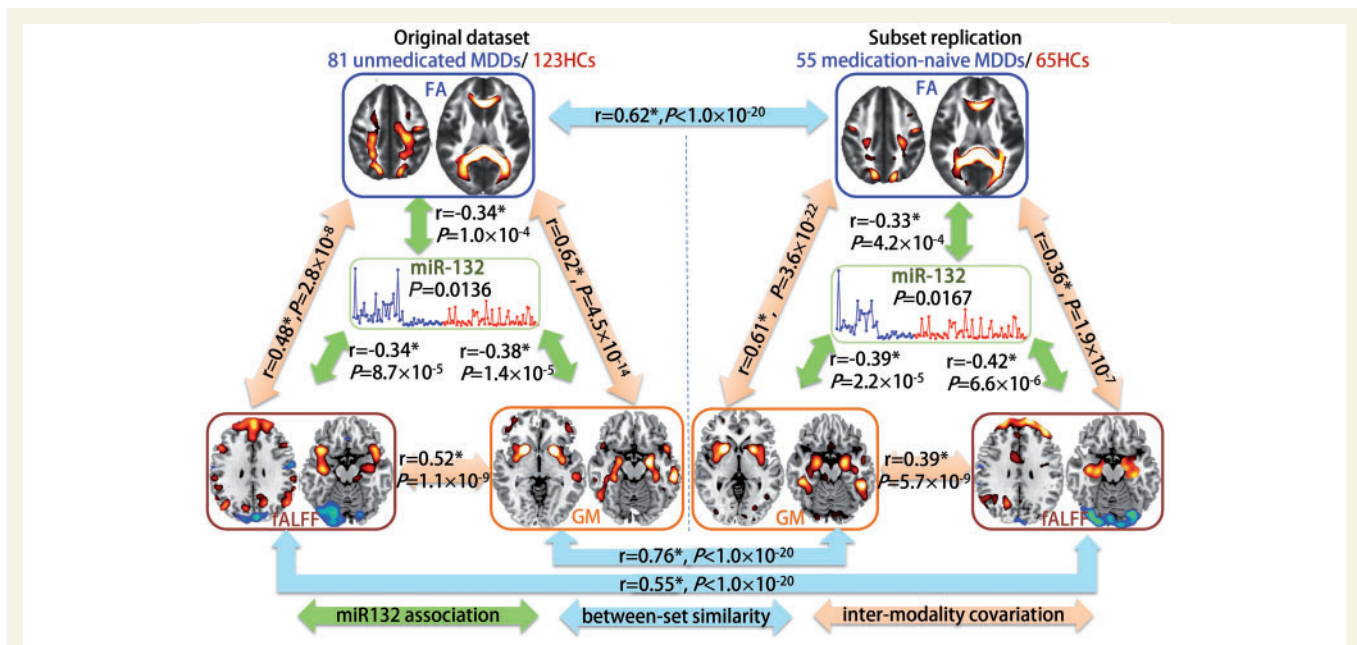 Original dataset
81 unmedicated MDDs/ 123HCs
Subset replication
55 medication-naive MDDs/ 65HCs
FA
FA
r=0.62*,P<1.0×10⁻²⁰
r=0.48*,P=2.8×10⁻⁸
r=-0.34*
P=1.0×10⁻⁴
r=0.62*, P=4.5×10⁻¹⁴
r=0.61*, P=3.6×10⁻²²
r=-0.33*
P=4.2×10⁻⁴
r=0.36*, P=1.9×10⁻⁷
miR-132
P=0.0136
miR-132
P=0.0167
r=-0.34*
P=8.7×10⁻⁵
r=-0.38*
P=1.4×10⁻⁵
r=-0.39*
P=2.2×10⁻⁵
r=-0.42*
P=6.6×10⁻⁶
r=0.52*
P=1.1×10⁻⁹
r=0.39*
P=5.7×10⁻⁹
fALFF
GM
GM
fALFF
r=0.76*, P<1.0×10⁻²⁰
r=0.55*, P<1.0×10⁻²⁰
miR132 association
between-set similarity
inter-modality covariation